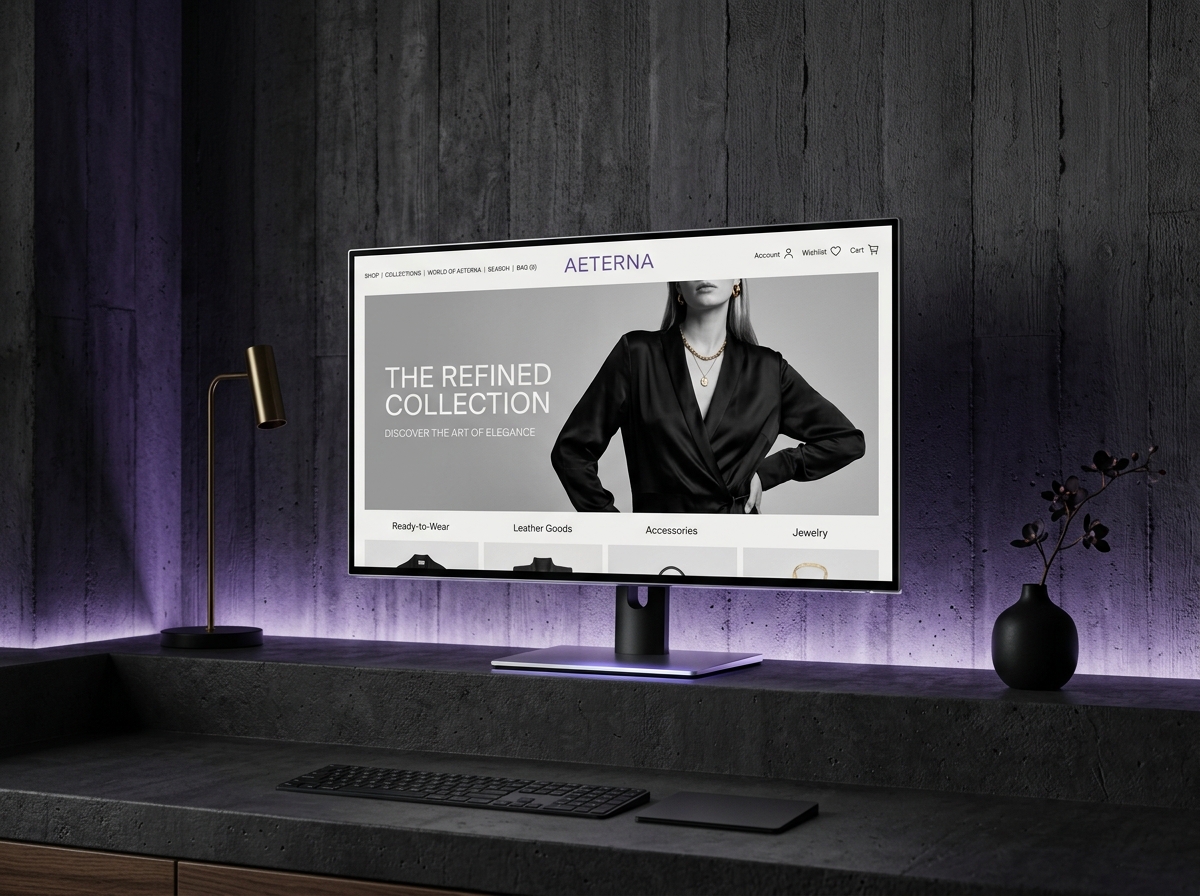 SHOP | COLLECTIONS | WORLD OF AETERNA | SEASCH | BAG (3)
AETERNA
Account
Wishlist
Cart
THE REFINED
COLLECTION
DISCOVER THE ART OF ELEGANCE
Ready-to-Wear
Leather Goods
Accessories
Jewelry